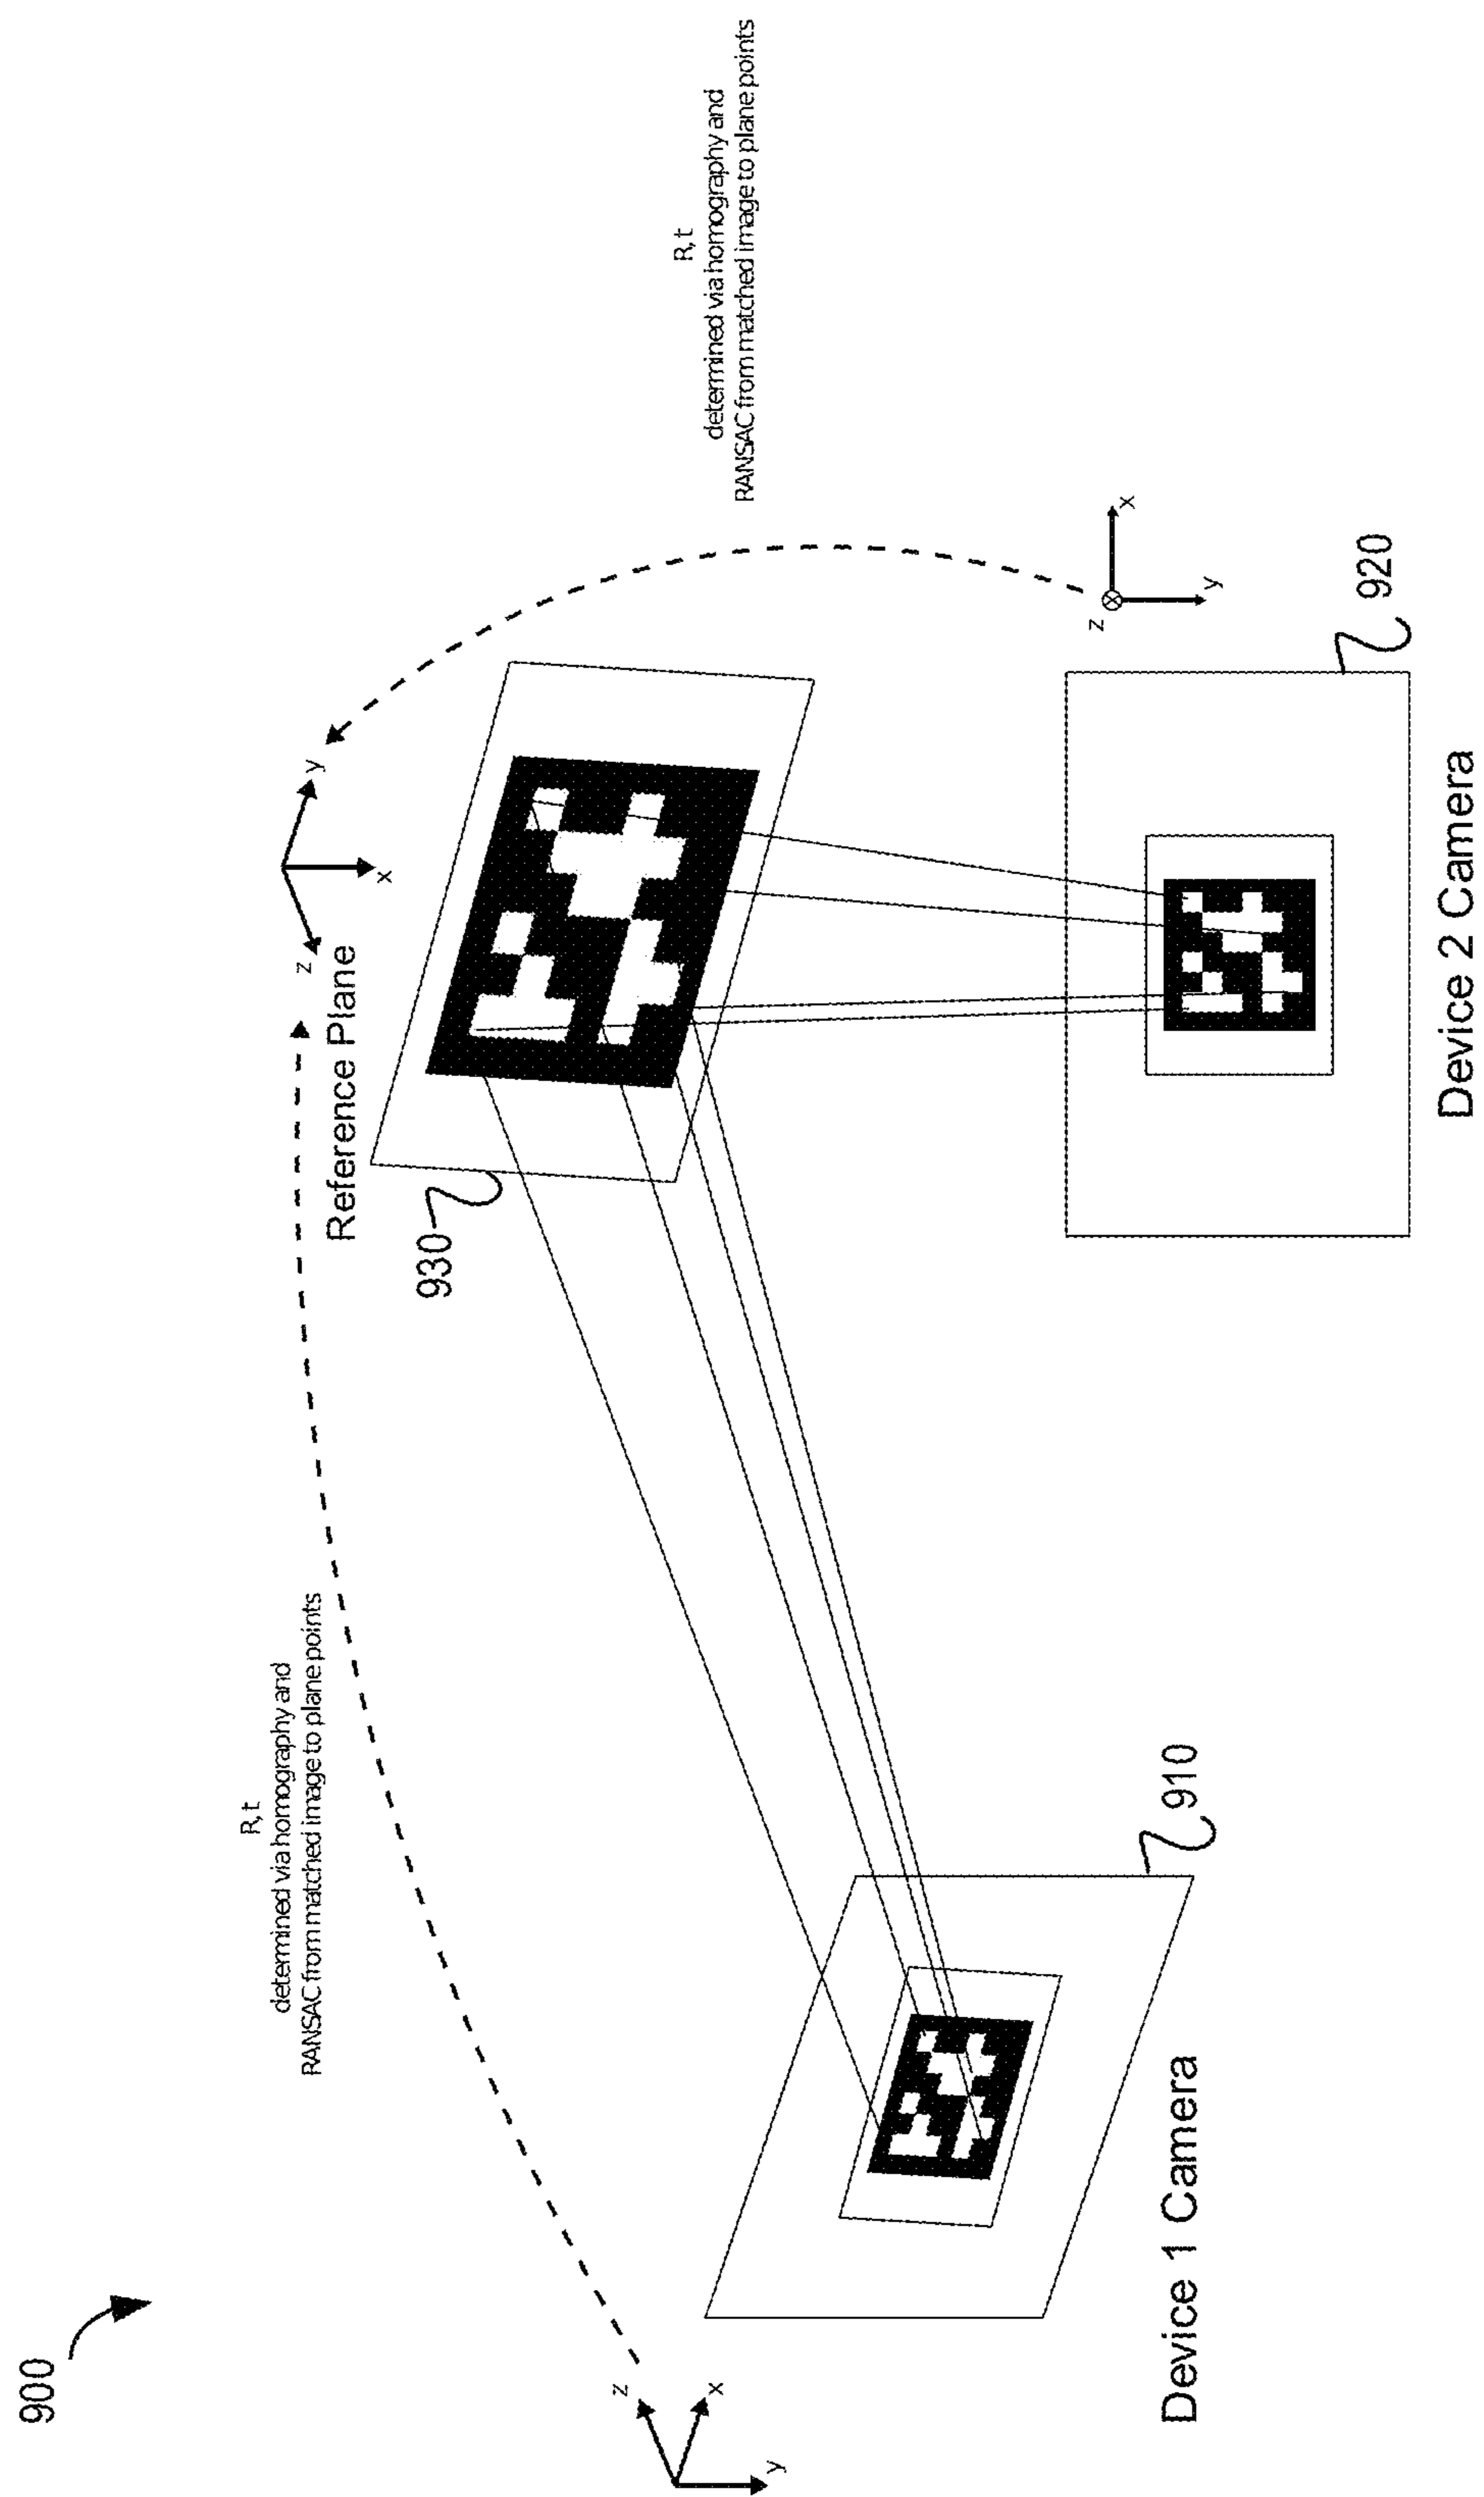 900
R, t
determined via homography and
RANSAC from matched image to plane points
z
x
y
Device 1 Camera
910
930
Reference Plane
z
x
y
R, t
determined via homography and
RANSAC from matched image to plane points
z
x
y
920
Device 2 Camera